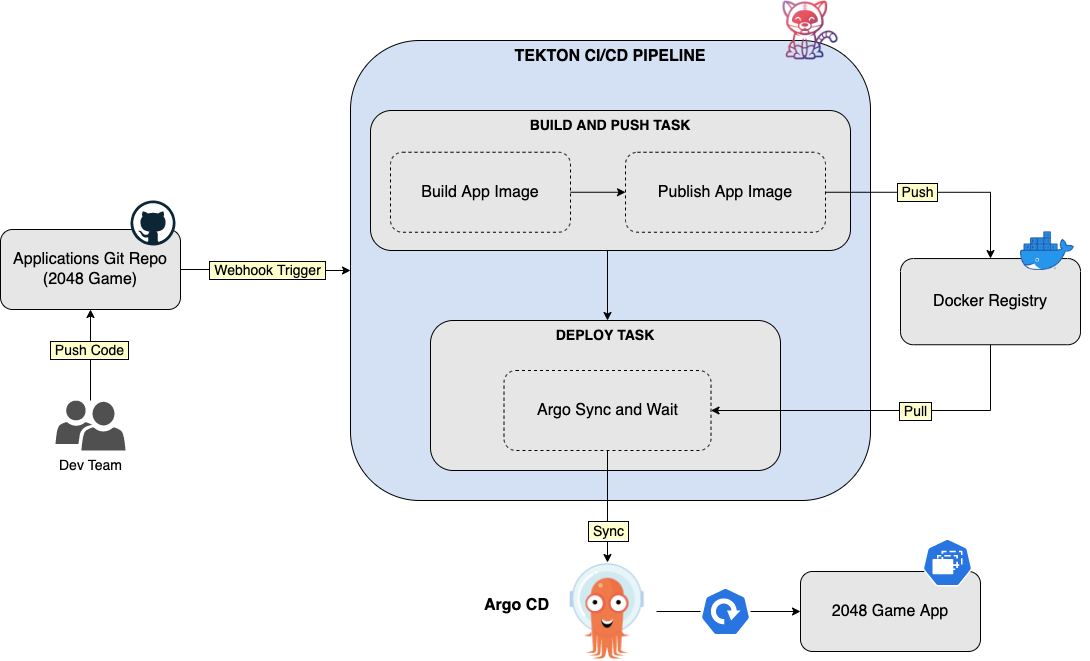 TEKTON CI/CD PIPELINE
BUILD AND PUSH TASK
Build App Image
Publish App Image
Push
Applications Git Repo
(2048 Game)
Webhook Trigger
Docker Registry
Push Code
DEPLOY TASK
Argo Sync and Wait
Pull
Dev Team
Sync
Argo CD
2048 Game App